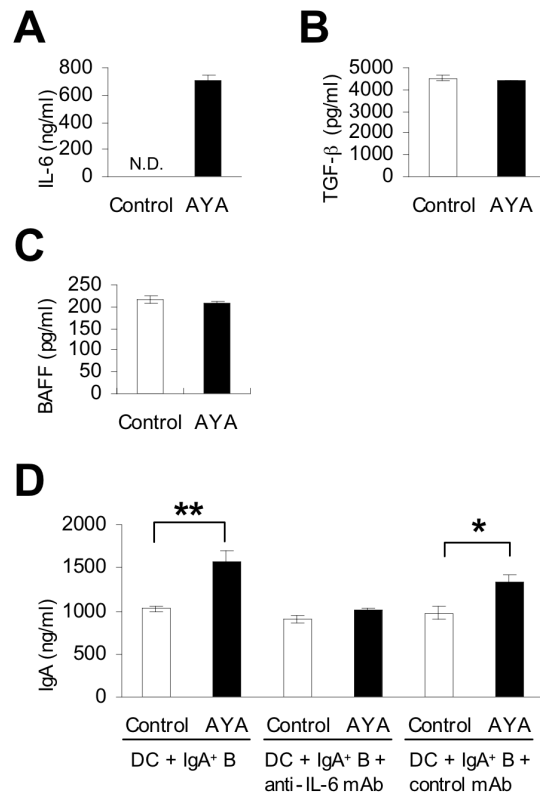 A
IL-6 (ng/ml)
800
600
400
200
0
N.D.
Control AYA
B
TGF-β (pg/ml)
5000
4000
3000
2000
1000
0
Control AYA
C
BAFF (pg/ml)
250
200
150
100
50
0
Control AYA
D
IgA (ng/ml)
2000
1500
1000
500
0
**
*
Control AYA Control AYA Control AYA
DC + IgA⁺ B DC + IgA⁺ B + DC + IgA⁺ B +
anti-IL-6 mAb control mAb